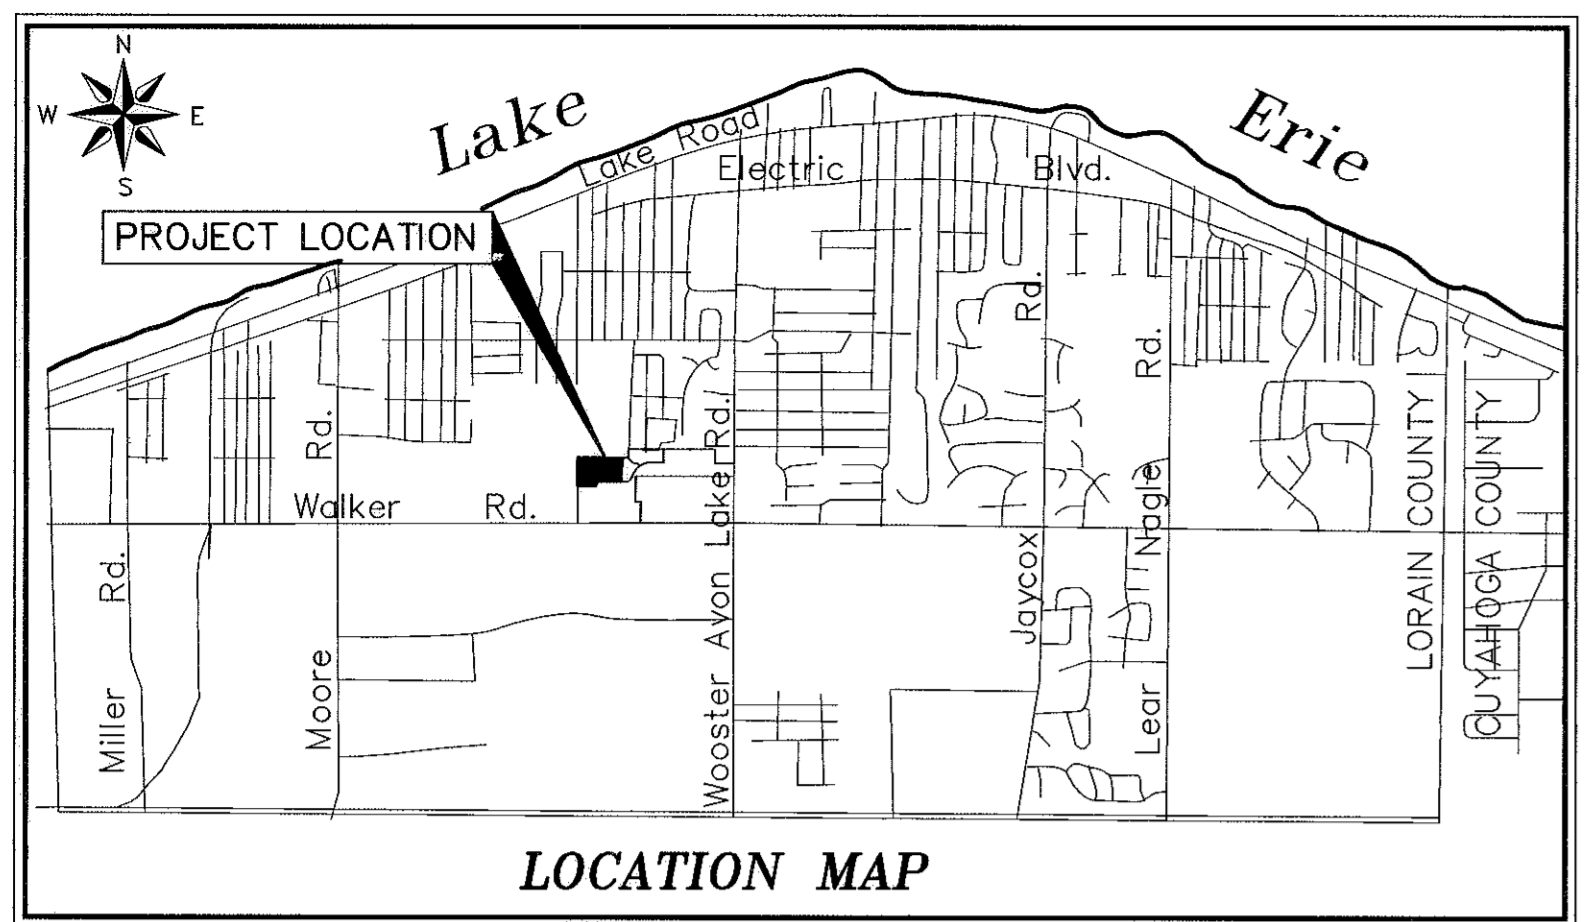 N
W E
S
Lake Erie
Lake Road
Electric Blvd.
PROJECT LOCATION
Walker Rd.
Miller Rd.
Moore Rd.
Wooster Avon Lake Rd.
Jaycox Rd.
Lear Nagle Rd.
LORAIN COUNTY
CUYAHOGA COUNTY
LOCATION MAP